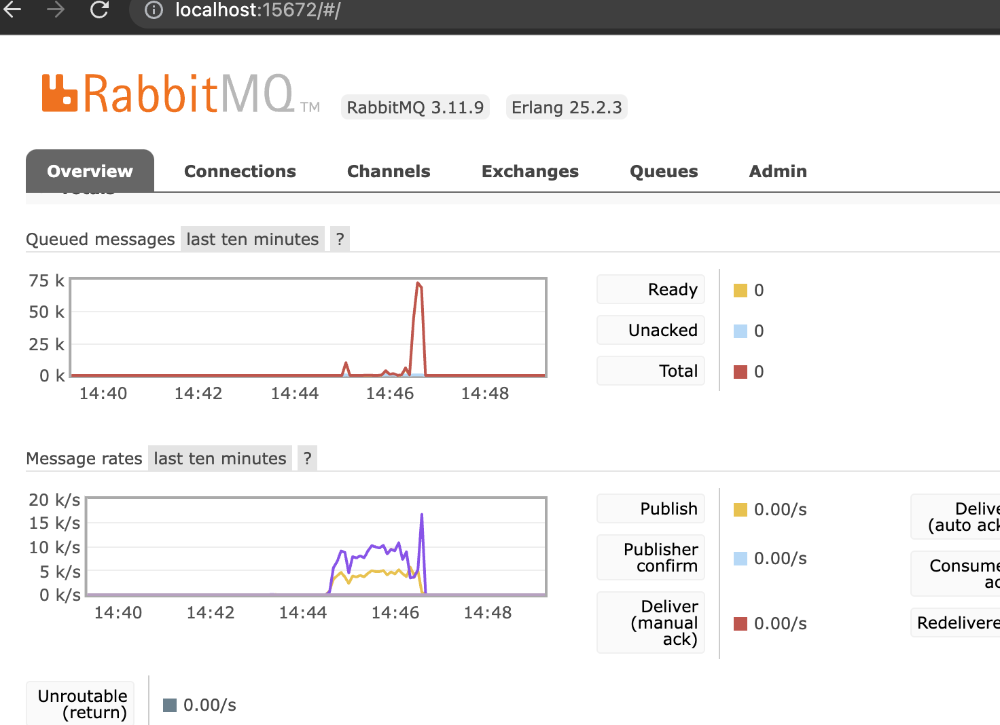 localhost:15672/#/
RabbitMQ TM
RabbitMQ 3.11.9
Erlang 25.2.3
Overview
Connections
Channels
Exchanges
Queues
Admin
Totals
Queued messages last ten minutes ?
75 k
50 k
25 k
0 k
14:40 14:42 14:44 14:46 14:48
Ready 0
Unacked 0
Total 0
Message rates last ten minutes ?
20 k/s
15 k/s
10 k/s
5 k/s
0 k/s
14:40 14:42 14:44 14:46 14:48
Publish 0.00/s
Publisher
confirm 0.00/s
Deliver
(manual
ack) 0.00/s
Delive
(auto ack
Consume
ac
Redelivere
Unroutable
(return) 0.00/s